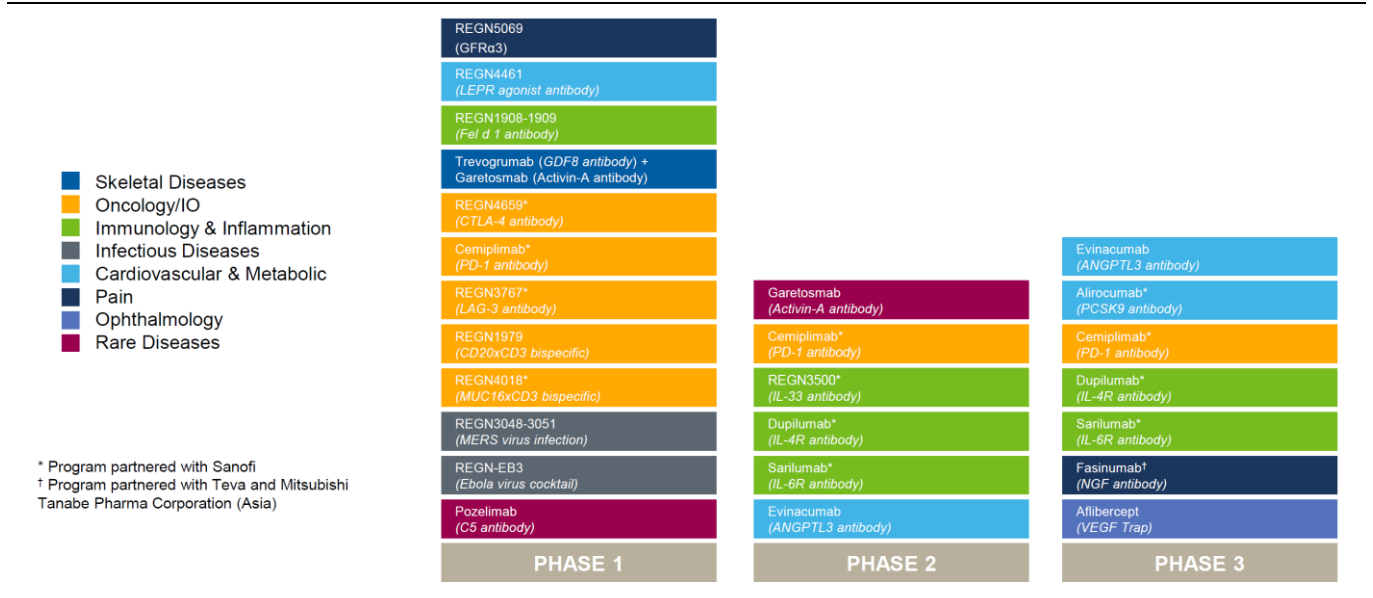 Skeletal Diseases
Oncology/IO
Immunology & Inflammation
Infectious Diseases
Cardiovascular & Metabolic
Pain
Ophthalmology
Rare Diseases
* Program partnered with Sanofi
† Program partnered with Teva and Mitsubishi
Tanabe Pharma Corporation (Asia)
REGN5069
(GFRα3)
REGN4461
(LEPR agonist antibody)
REGN1908-1909
(Fel d 1 antibody)
Trevogrumab (GDF8 antibody) +
Garetosmab (Activin-A antibody)
REGN4659*
(CTLA-4 antibody)
Cemiplimab*
(PD-1 antibody)
REGN3767*
(LAG-3 antibody)
REGN1979
(CD20xCD3 bispecific)
REGN4018*
(MUC16xCD3 bispecific)
REGN3048-3051
(MERS virus infection)
REGN-EB3
(Ebola virus cocktail)
Pozelimab
(C5 antibody)
PHASE 1
Garetosmab
(Activin-A antibody)
Cemiplimab*
(PD-1 antibody)
REGN3500*
(IL-33 antibody)
Dupilumab*
(IL-4R antibody)
Sarilumab*
(IL-6R antibody)
Evinacumab
(ANGPTL3 antibody)
PHASE 2
Evinacumab
(ANGPTL3 antibody)
Alirocumab*
(PCSK9 antibody)
Cemiplimab*
(PD-1 antibody)
Dupilumab*
(IL-4R antibody)
Sarilumab*
(IL-6R antibody)
Fasinumab†
(NGF antibody)
Aflibercept
(VEGF Trap)
PHASE 3